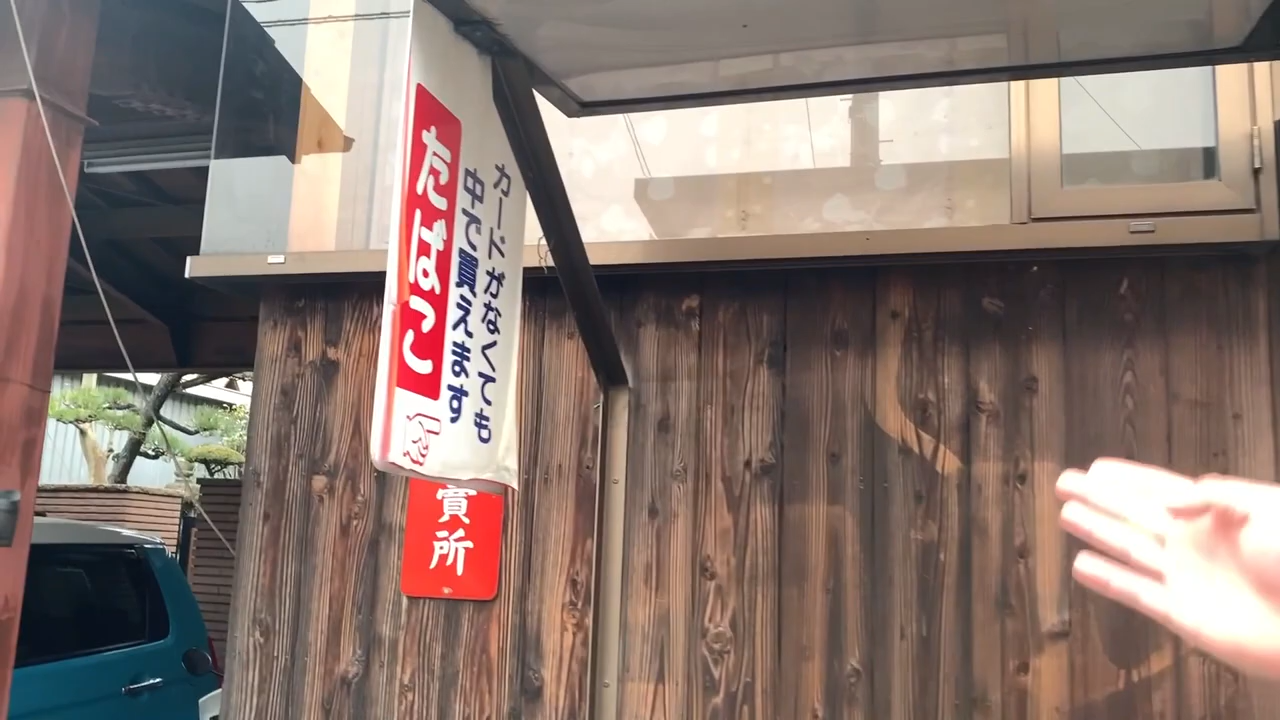 たばこ
カードがなくても
中で買えます
賣所